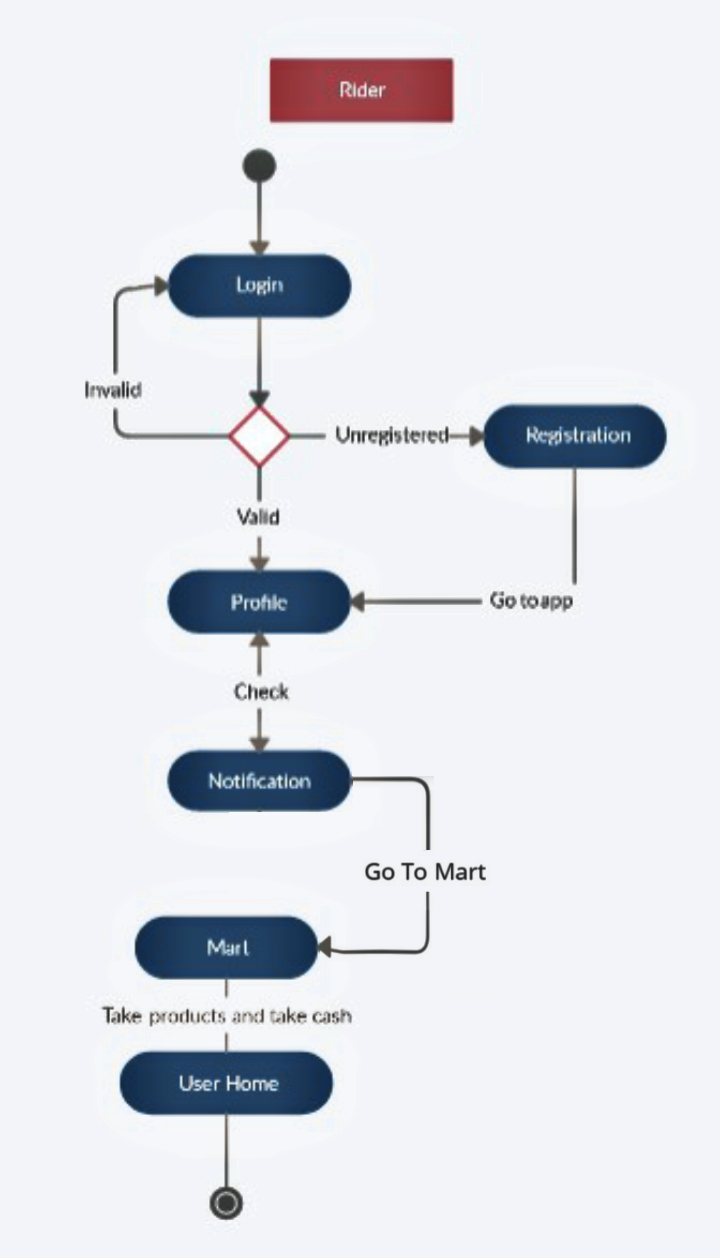 Rider
Login
Invalid
Unregistered
Registration
Valid
Profile
Go to app
Check
Notification
Go To Mart
Mart
Take products and take cash
User Home